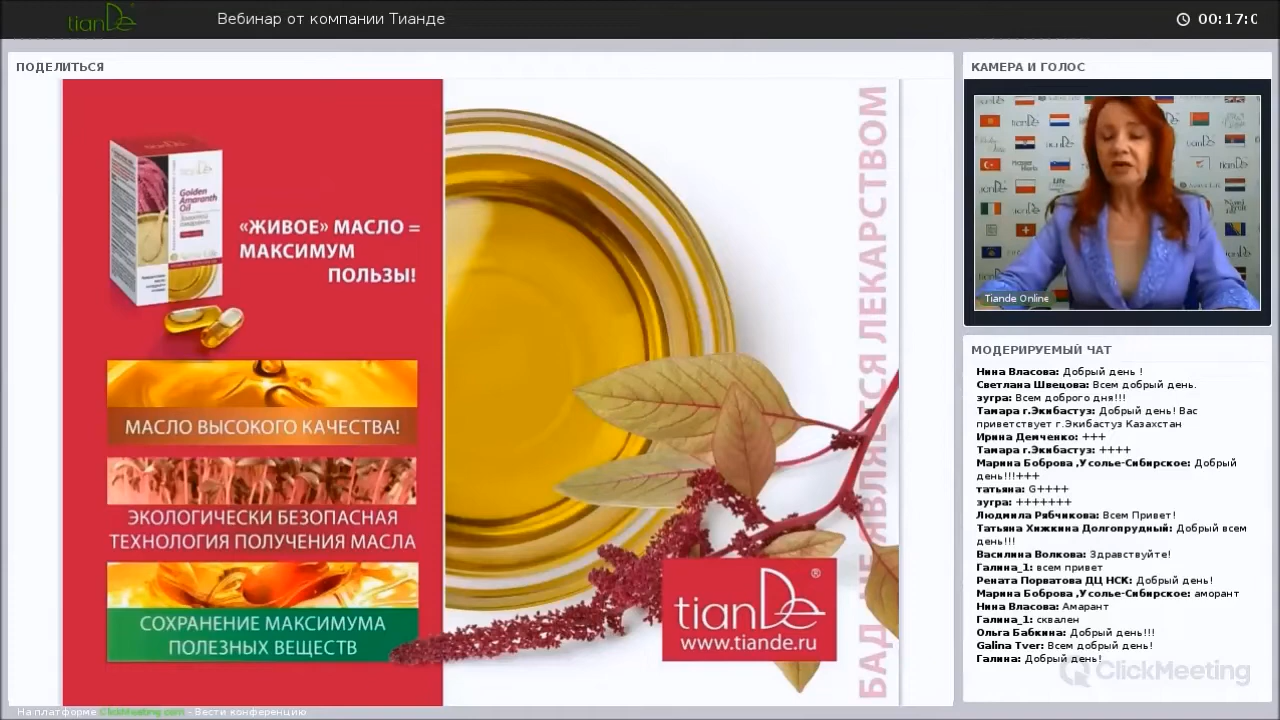 tianDe
Вебинар от компании Тианде
00:17:0
ПОДЕЛИТЬСЯ
tianDe
Golden
Amaranth
Oil
«ЖИВОЕ» МАСЛО =
МАКСИМУМ
ПОЛЬЗЫ!
МАСЛО ВЫСОКОГО КАЧЕСТВА!
ЭКОЛОГИЧЕСКИ БЕЗОПАСНАЯ
ТЕХНОЛОГИЯ ПОЛУЧЕНИЯ МАСЛА
СОХРАНЕНИЕ МАКСИМУМА
ПОЛЕЗНЫХ ВЕЩЕСТВ
БАД НЕ ЯВЛЯЕТСЯ ЛЕКАРСТВОМ
tianDe®
www.tiande.ru
КАМЕРА И ГОЛОС
Tiande Online
МОДЕРИРУЕМЫЙ ЧАТ
Нина Власова: Добрый день !
Светлана Швецова: Всем добрый день.
зугра: Всем доброго дня!!!
Тамара г.Экибастуз: Добрый день! Вас
приветствует г.Экибастуз Казахстан
Ирина Демченко: +++
Тамара г.Экибастуз: ++++
Марина Боброва ,Усолье-Сибирское: Добрый
день!!!+++
татьяна: G++++
зугра: +++++++
Людмила Рябчикова: Всем Привет!
Татьяна Хижкина Долгопрудный: Добрый всем
день!!!
Василина Волкова: Здравствуйте!
Галина_1: всем привет
Рената Порватова ДЦ НСК: Добрый день!
Марина Боброва ,Усолье-Сибирское: аморант
Нина Власова: Амарант
Галина_1: сквален
Ольга Бабкина: Добрый день!!!
Galina Tver: Всем добрый день!
Галина: Добрый день!
ClickMeeting
На платформе ClickMeeting.com - Вести конференцию